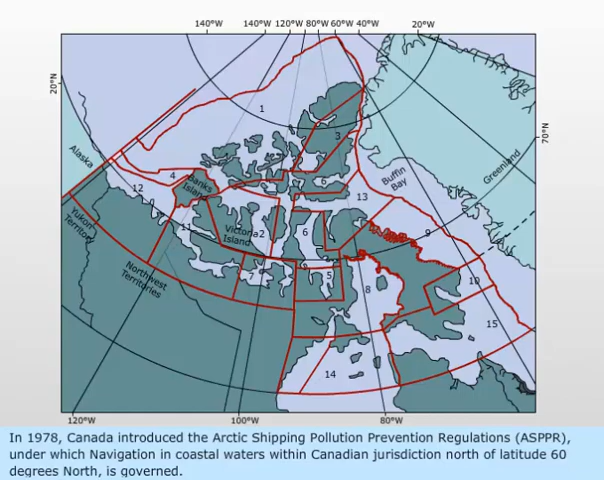 140°W 140°W 120°W 80°W 60°W 40°W 20°W
20°N
70°N
1
3
Alaska
4
Banks
Island
Buffin
Bay
Greenland
12
13
Yukon
Territory
11
Victoria
Island
2
6
9
Northwest
Territories
7
5
8
10
15
14
120°W 100°W 80°W
In 1978, Canada introduced the Arctic Shipping Pollution Prevention Regulations (ASPPR),
under which Navigation in coastal waters within Canadian jurisdiction north of latitude 60
degrees North, is governed.